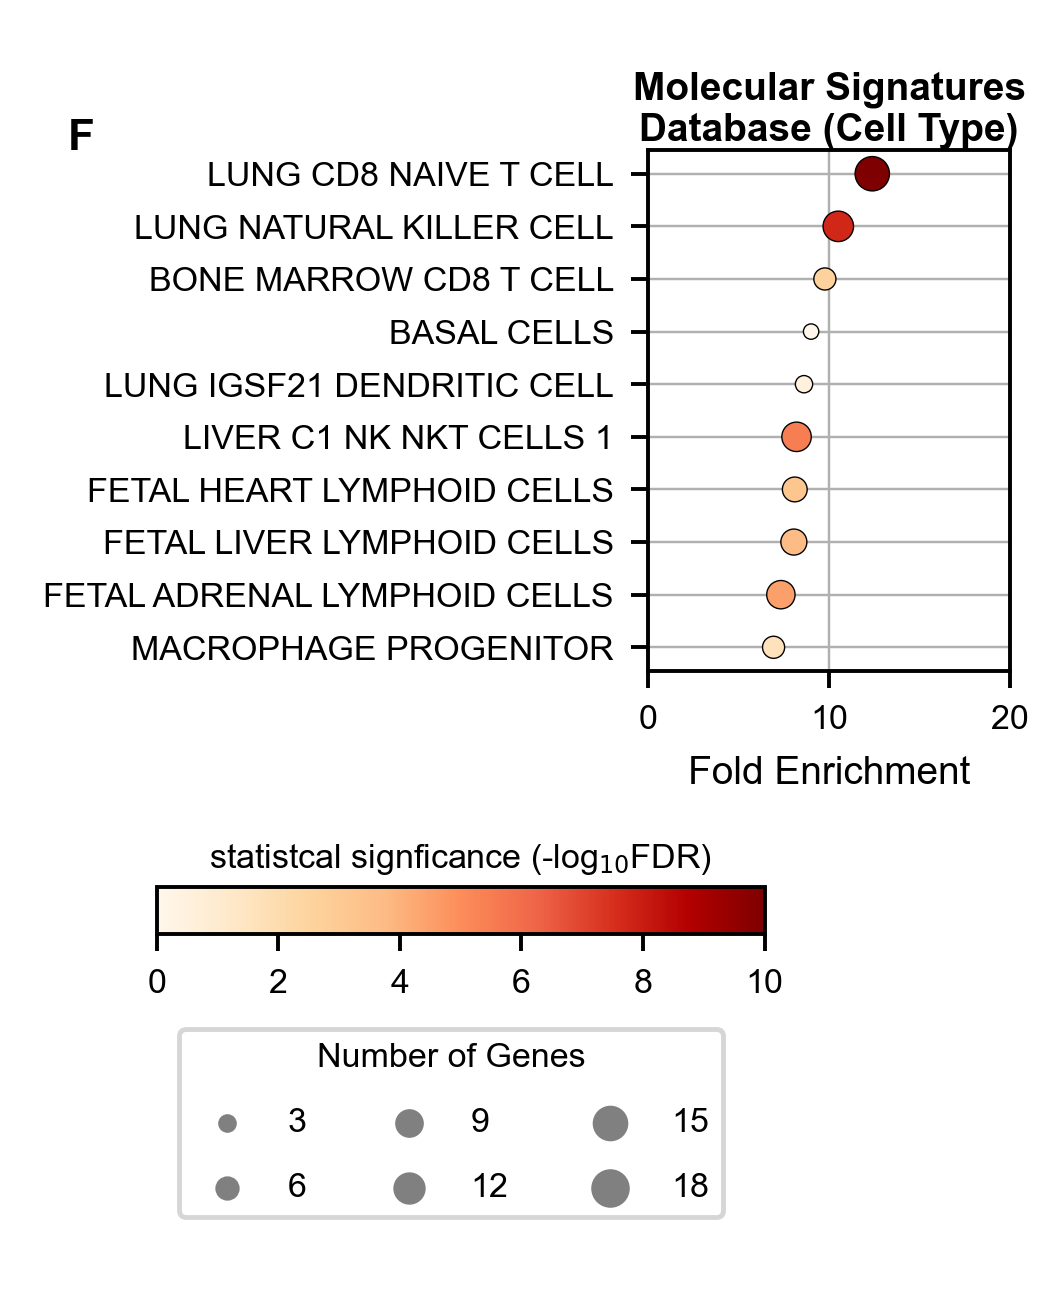 Molecular Signatures
Database (Cell Type)
F
LUNG CD8 NAIVE T CELL
LUNG NATURAL KILLER CELL
BONE MARROW CD8 T CELL
BASAL CELLS
LUNG IGSF21 DENDRITIC CELL
LIVER C1 NK NKT CELLS 1
FETAL HEART LYMPHOID CELLS
FETAL LIVER LYMPHOID CELLS
FETAL ADRENAL LYMPHOID CELLS
MACROPHAGE PROGENITOR
0 10 20
Fold Enrichment
statistcal signficance (-log₁₀FDR)
0 2 4 6 8 10
Number of Genes
3 9 15
6 12 18